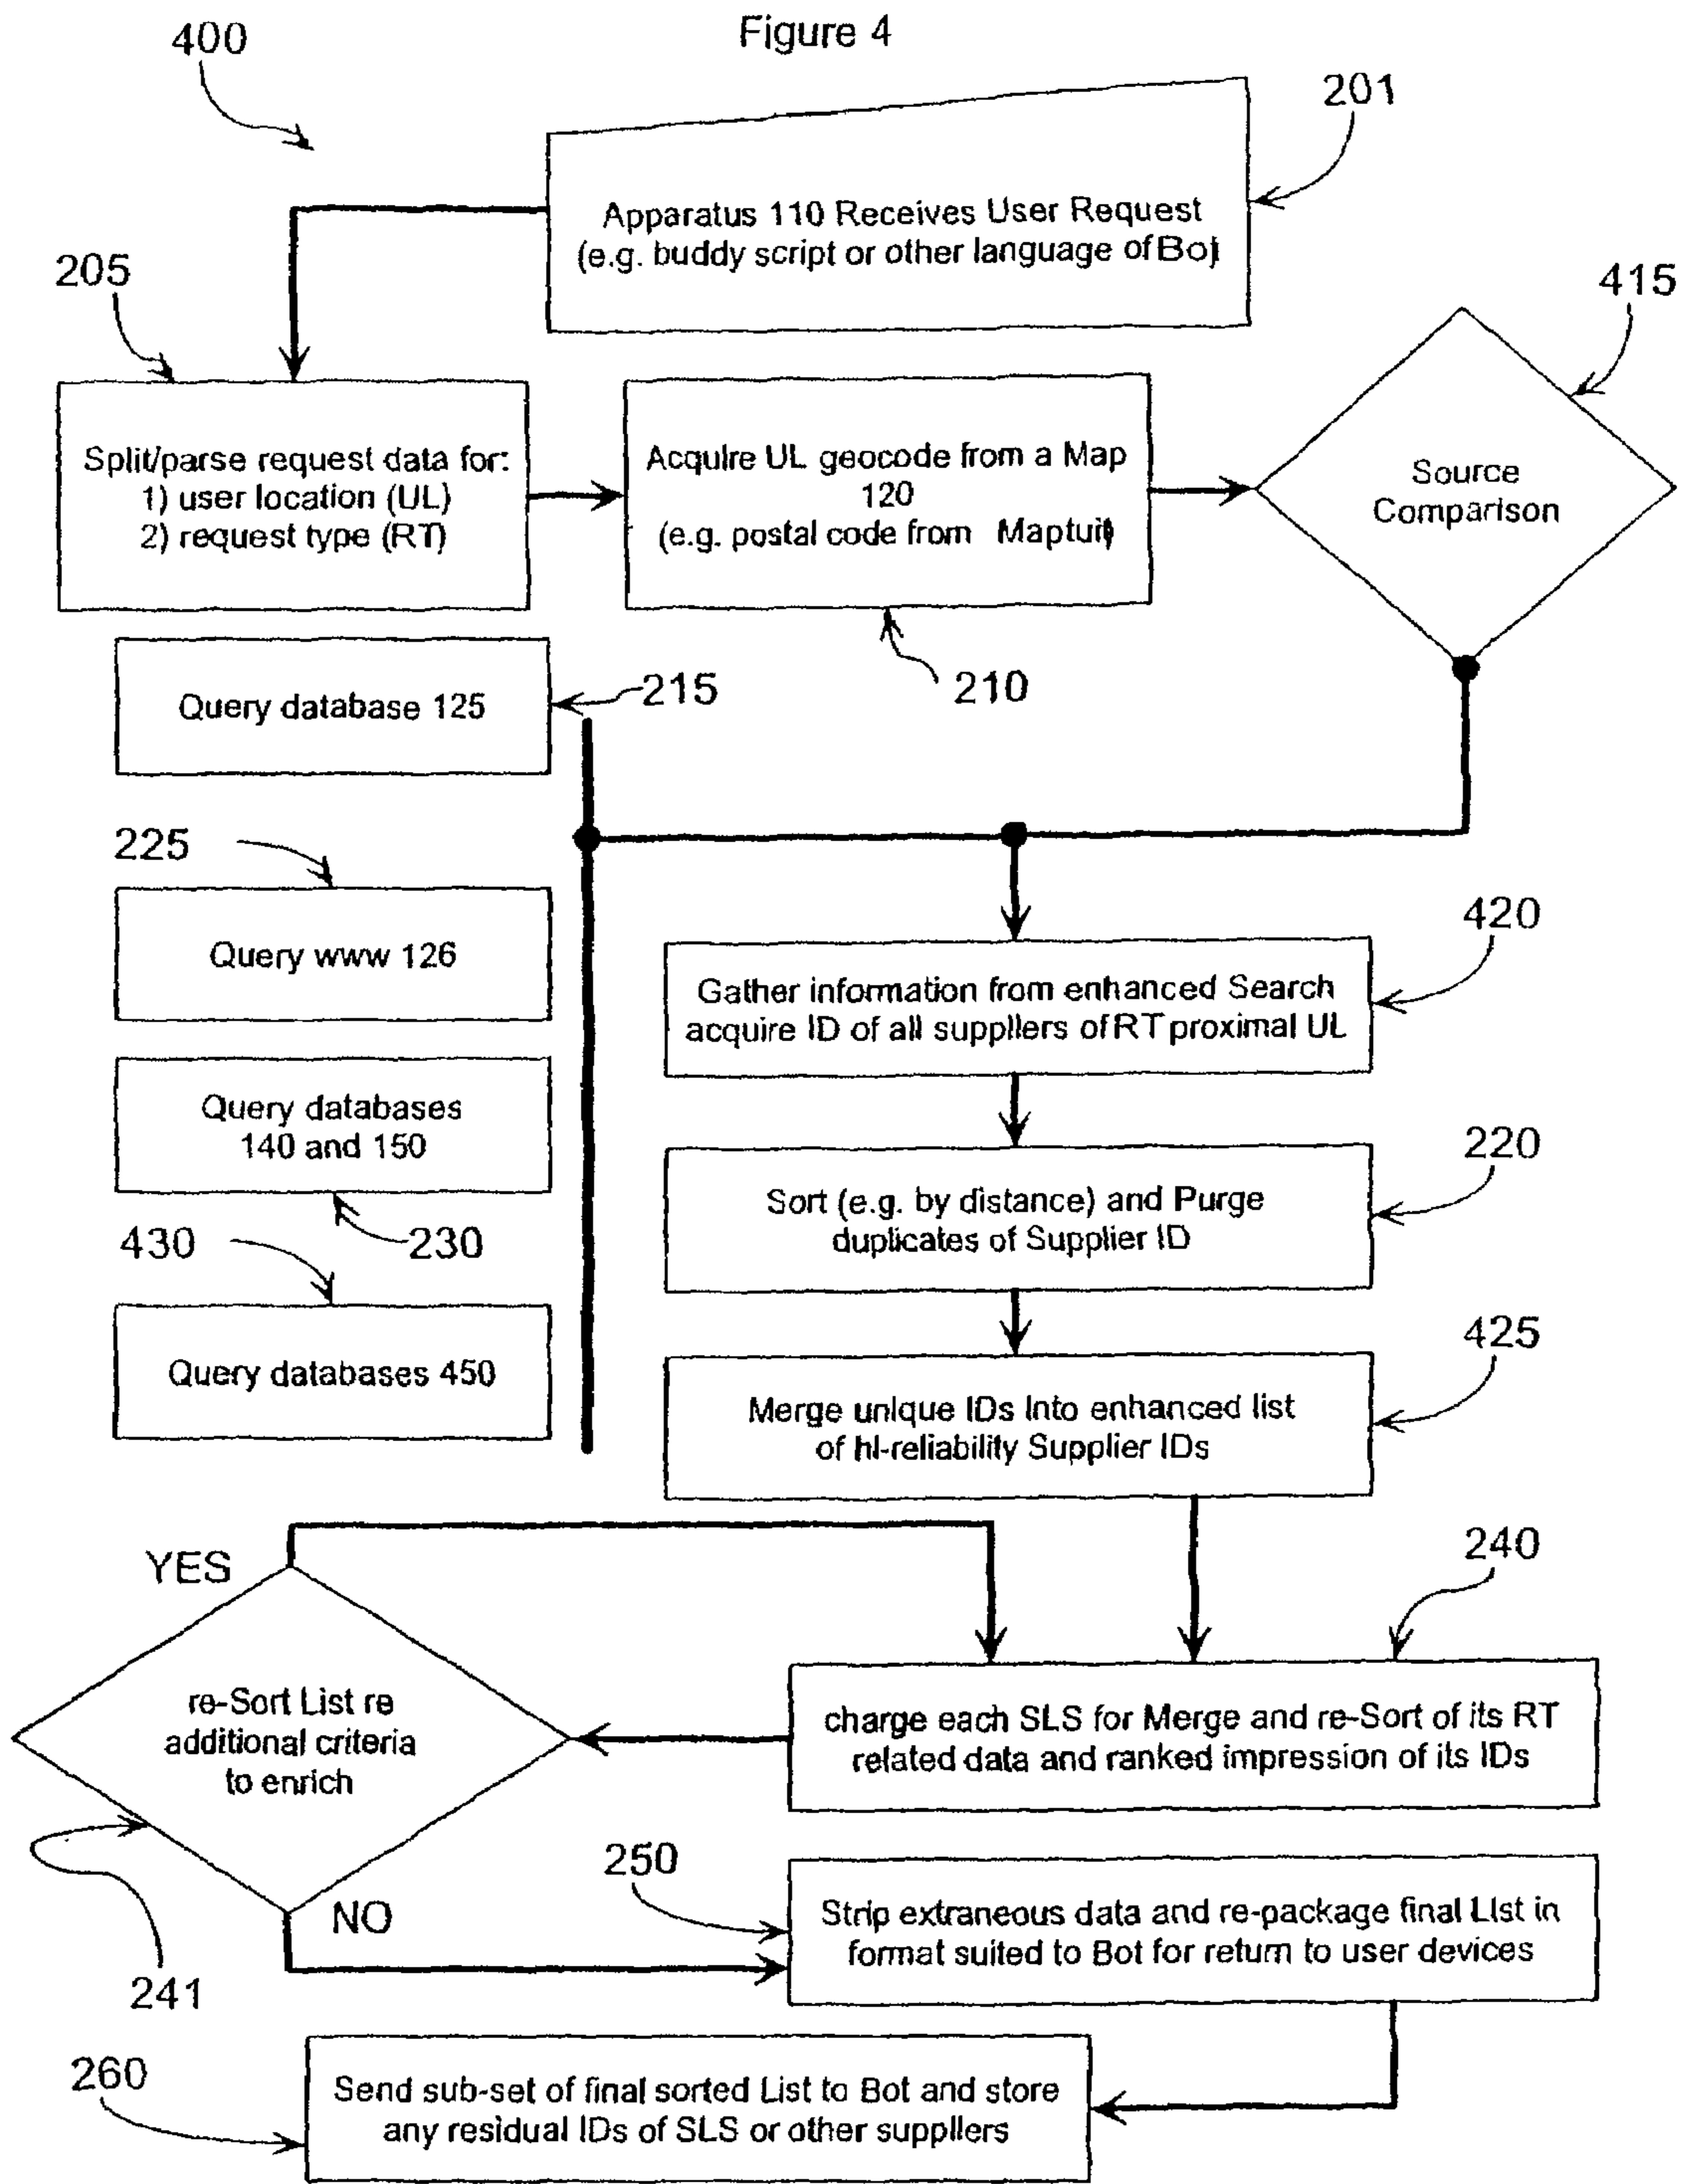 Figure 4
400
201
Apparatus 110 Receives User Request
(e.g. buddy script or other language of Bot)
205
415
Split/parse request data for:
1) user location (UL)
2) request type (RT)
Acquire UL geocode from a Map
120
(e.g. postal code from Maptuit)
Source
Comparison
210
Query database 125
215
225
Query www 126
420
Gather information from enhanced Search
acquire ID of all suppliers of RT proximal UL
Query databases
140 and 150
230
220
Sort (e.g. by distance) and Purge
duplicates of Supplier ID
430
Query databases 450
425
Merge unique IDs into enhanced list
of hi-reliability Supplier IDs
YES
240
re-Sort List re
additional criteria
to enrich
charge each SLS for Merge and re-Sort of its RT
related data and ranked impression of its IDs
241
NO
250
Strip extraneous data and re-package final List in
format suited to Bot for return to user devices
260
Send sub-set of final sorted List to Bot and store
any residual IDs of SLS or other suppliers